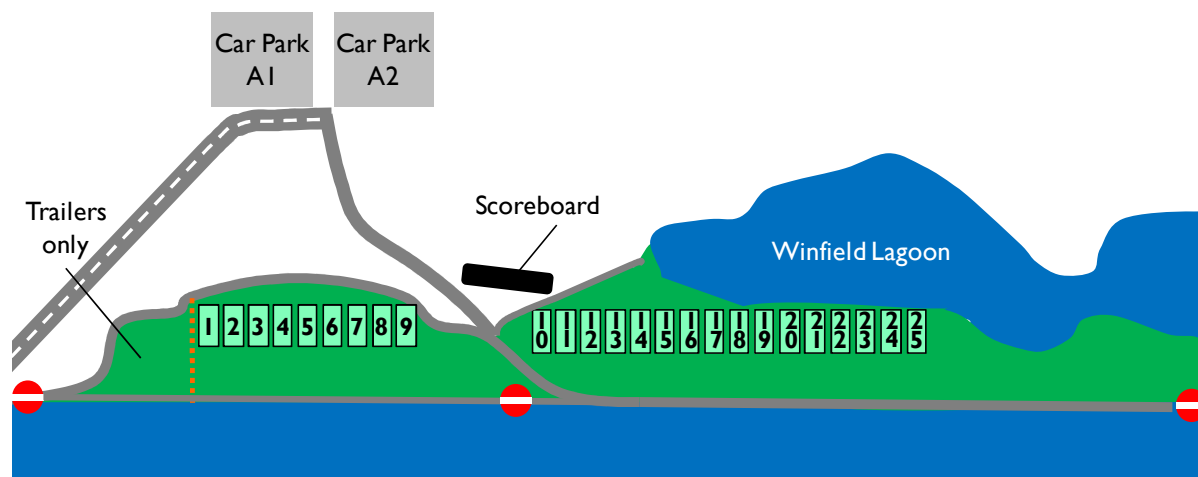 Car Park
A1
Car Park
A2
Trailers
only
Scoreboard
Winfield Lagoon
1 2 3 4 5 6 7 8 9
10 11 12 13 14 15 16 17 18 19 20 21 22 23 24 25